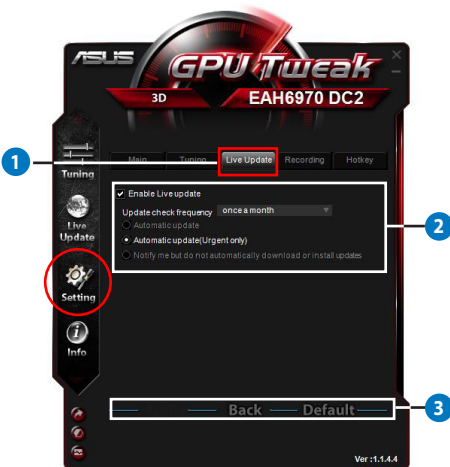 ASUS
GPU Tweak
3D EAH6970 DC2
1
Main Tuning Live Update Recording Hotkey
Tuning
Enable Liveupdate
Update check frequency once a month
Automatic update
Automatic update(Urgent only)
Notify me but do not automatically download or install updates
2
Live
Update
Setting
Info
Back Default
3
Ver :1.1.4.4